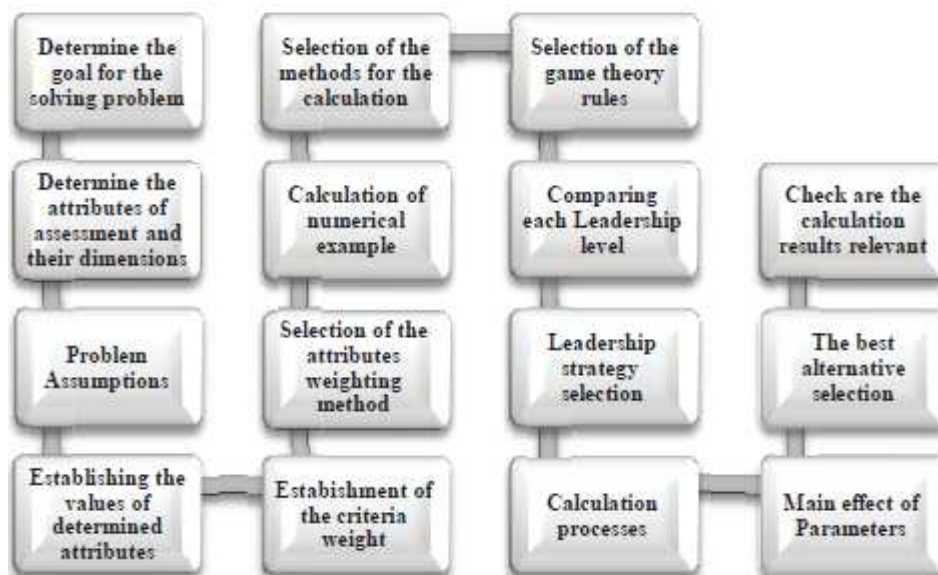 Determine the
goal for the
solving problem
Determine the
attributes of
assessment and
their dimensions
Problem
Assumptions
Establishing the
values of
determined
attributes
Estabishment of
the criteria
weight
Selection of the
attributes
weighting
method
Calculation of
numerical
example
Selection of the
methods for the
calculation
Selection of the
game theory
rules
Comparing
each Leadership
level
Leadership
strategy
selection
Calculation
processes
Main effect of
Parameters
The best
alternative
selection
Check are the
calculation
results relevant